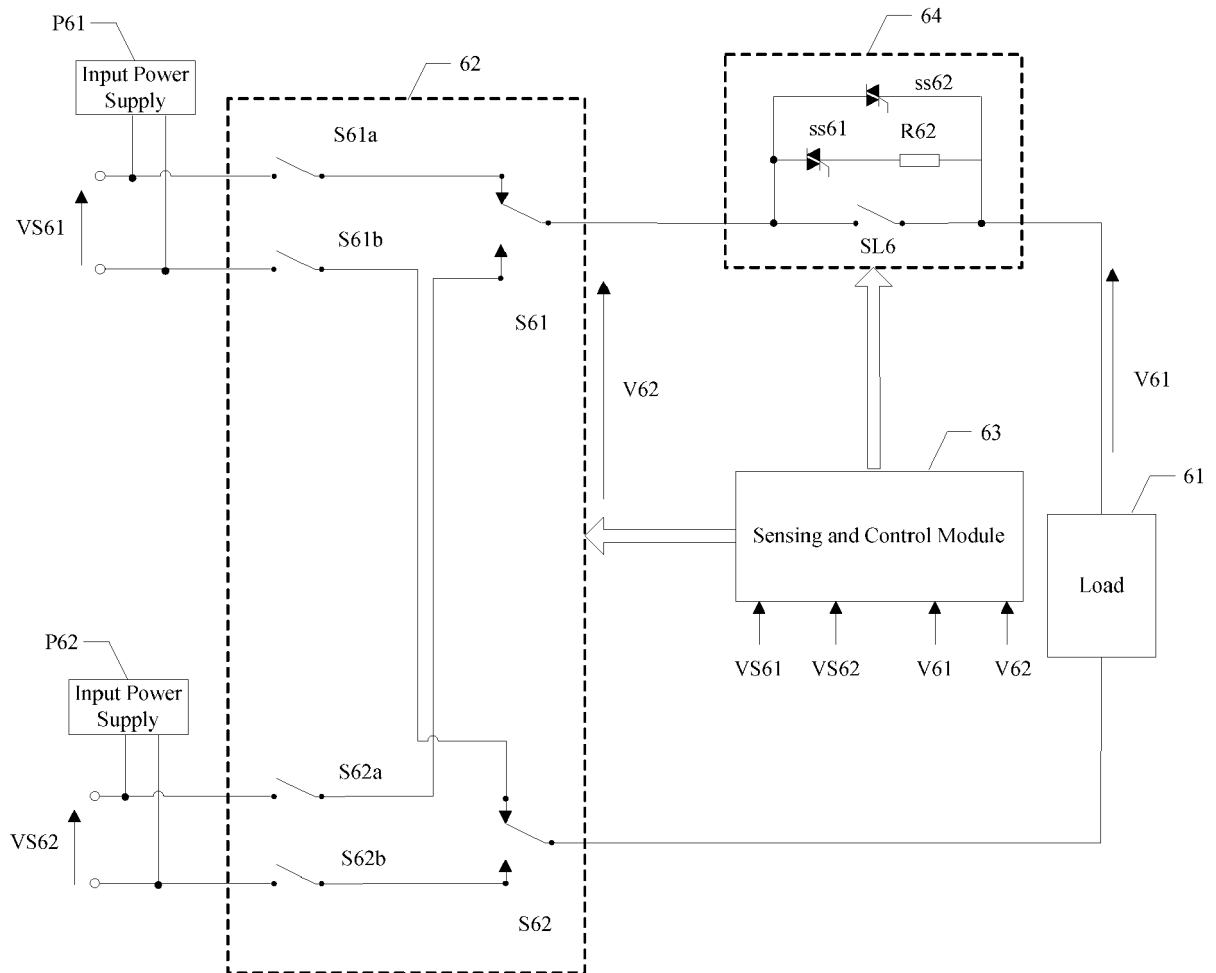 P61
64
Input Power
Supply
62
ss62
ss61
R62
S61a
VS61
S61b
SL6
S61
V62
V61
63
61
Sensing and Control Module
Load
P62
VS61
VS62
V61
V62
Input Power
Supply
S62a
VS62
S62b
S62